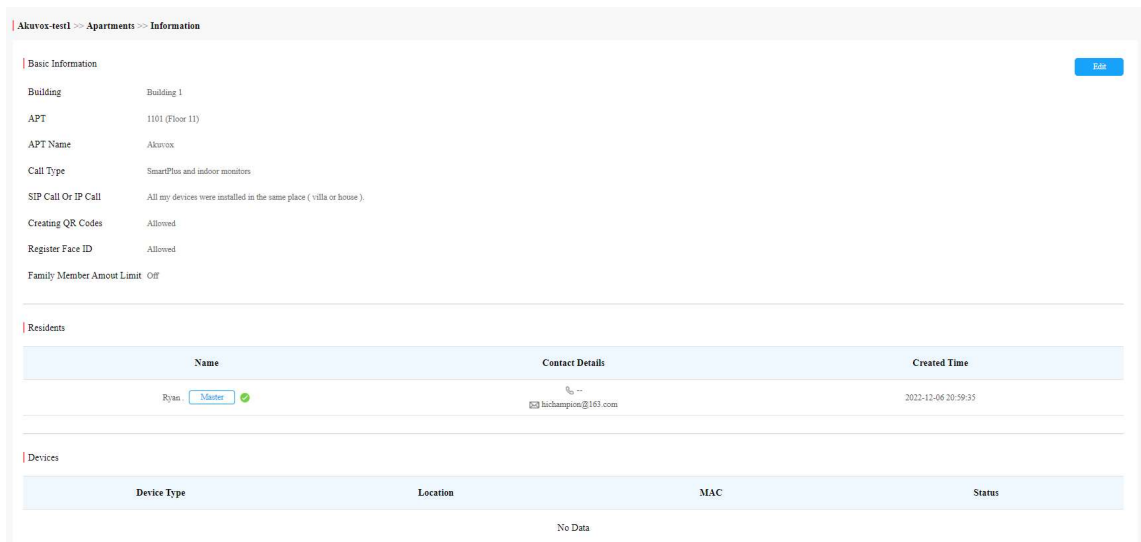 Akuvox-test1 >> Apartments >> Information
Basic Information
Edit
Building Building 1
APT 1101 (Floor 11)
APT Name Akuvox
Call Type SmartPlus and indoor monitors
SIP Call Or IP Call All my devices were installed in the same place ( villa or house ).
Creating QR Codes Allowed
Register Face ID Allowed
Family Member Amout Limit Off
Residents
Name Contact Details Created Time
Ryan . Master -- 2022-12-06 20:59:35
hichampion@163.com
Devices
Device Type Location MAC Status
No Data